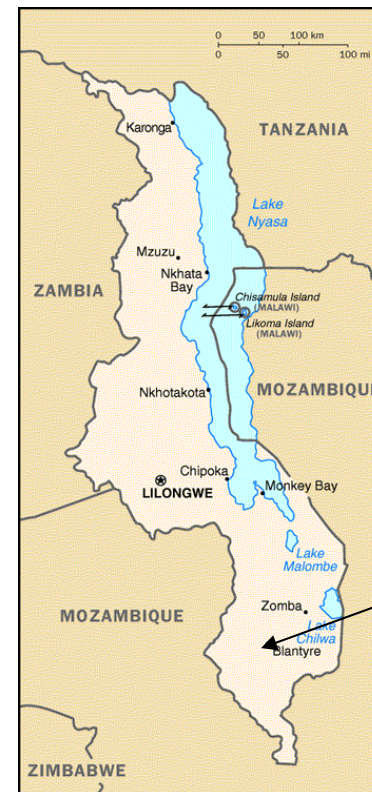 0 50 100 km
0 50 100 mi
Karonga
TANZANIA
Lake
Nyasa
Mzuzu
Nkhata
Bay
ZAMBIA
Chisamula Island
(MALAWI)
Likoma Island
(MALAWI)
Nkhotakota
MOZAMBIQU
Chipoka
LILONGWE
Monkey Bay
Lake
Malombe
MOZAMBIQUE
Zomba
Lake
Chilwa
Blantyre
ZIMBABWE